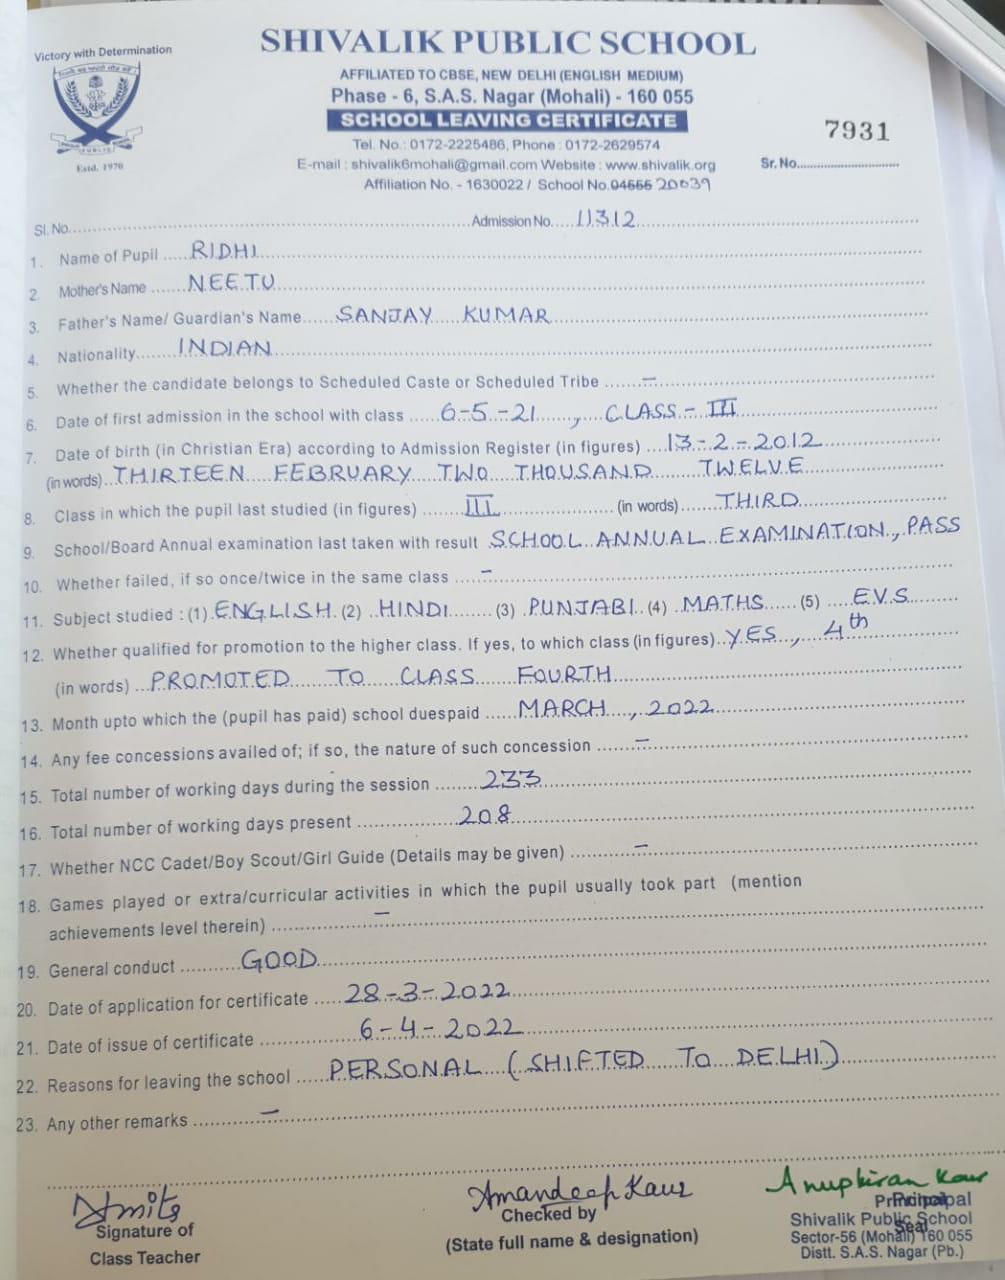 Victory with Determination
SHIVALIK PUBLIC SCHOOL
AFFILIATED TO CBSE, NEW DELHI (ENGLISH MEDIUM)
Phase - 6, S.A.S. Nagar (Mohali) - 160 055
SCHOOL LEAVING CERTIFICATE
7931
Tel. No.: 0172-2225486, Phone : 0172-2629574
E-mail : shivalik6mohali@gmail.com Website : www.shivalik.org
Sr. No.
Estd. 1970
Affiliation No. - 1630022 / School No. 04555 20639
Sl. No. Admission No. 11312
1. Name of Pupil RIDHI
2. Mother's Name NEETU
3. Father's Name/ Guardian's Name SANJAY KUMAR
4. Nationality INDIAN
5. Whether the candidate belongs to Scheduled Caste or Scheduled Tribe –
6. Date of first admission in the school with class 6-5-21, CLASS - III
7. Date of birth (in Christian Era) according to Admission Register (in figures) 13-2-2012
(in words) THIRTEEN FEBRUARY TWO THOUSAND TWELVE
8. Class in which the pupil last studied (in figures) III (in words) THIRD
9. School/Board Annual examination last taken with result SCHOOL ANNUAL EXAMINATION, PASS
10. Whether failed, if so once/twice in the same class –
11. Subject studied : (1) ENGLISH (2) HINDI (3) PUNJABI (4) MATHS (5) E.V.S
12. Whether qualified for promotion to the higher class. If yes, to which class (in figures) YES, 4th
(in words) PROMOTED TO CLASS FOURTH
13. Month upto which the (pupil has paid) school duespaid MARCH, 2022
14. Any fee concessions availed of; if so, the nature of such concession –
15. Total number of working days during the session 233
16. Total number of working days present 208
17. Whether NCC Cadet/Boy Scout/Girl Guide (Details may be given) –
18. Games played or extra/curricular activities in which the pupil usually took part (mention
achievements level therein) –
19. General conduct GOOD
20. Date of application for certificate 28-3-2022
21. Date of issue of certificate 6-4-2022
22. Reasons for leaving the school PERSONAL (SHIFTED TO DELHI)
23. Any other remarks –
Amandeep Kaur
Anupkiran Kaur
Signature of
Class Teacher
Checked by
(State full name & designation)
Principal
Principal
Shivalik Public School
Seal
Sector-56 (Mohali) 160 055
Distt. S.A.S. Nagar (Pb.)